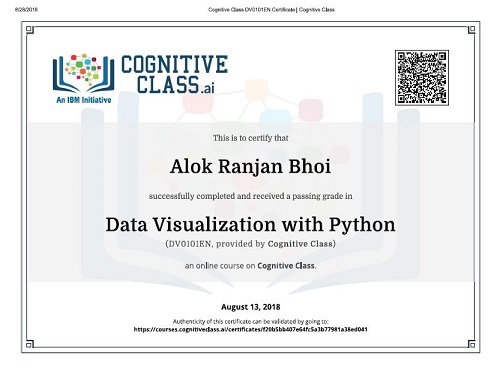 8/28/2018 Cognitive Class DV0101EN Certificate | Cognitive Class
COGNITIVE
CLASS.ai
An IBM Initiative
This is to certify that
Alok Ranjan Bhoi
successfully completed and received a passing grade in
Data Visualization with Python
(DV0101EN, provided by Cognitive Class)
an online course on Cognitive Class.
August 13, 2018
Authenticity of this certificate can be validated by going to:
https://courses.cognitiveclass.ai/certificates/f20b5bb407e64fc5a3b77981a38ed041